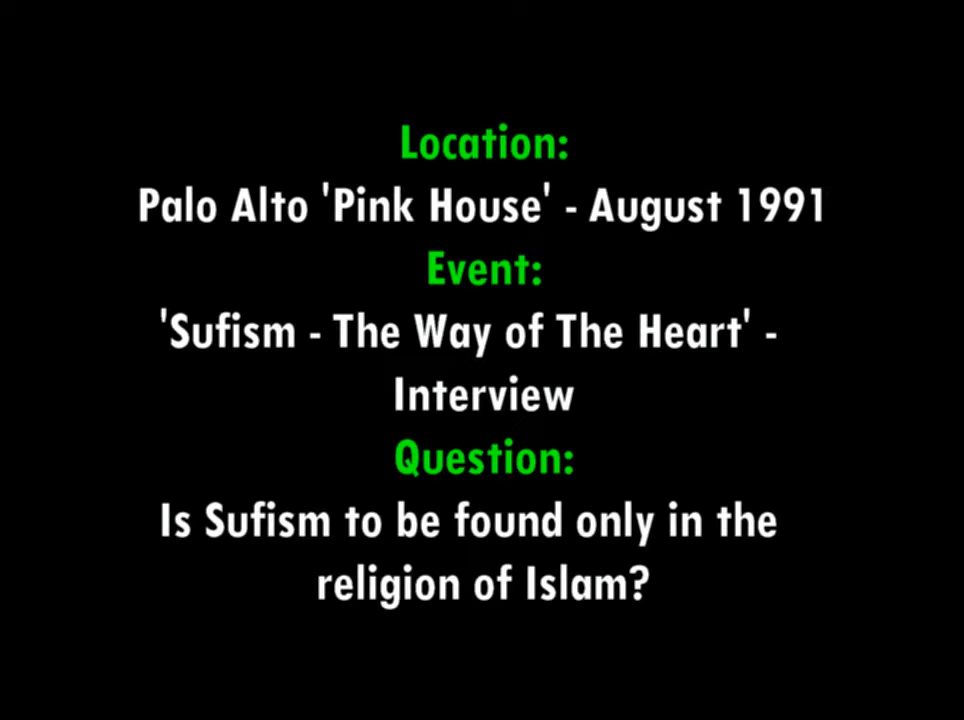 Location:
Palo Alto 'Pink House' - August 1991
Event:
'Sufism - The Way of The Heart' -
Interview
Question:
Is Sufism to be found only in the
religion of Islam?